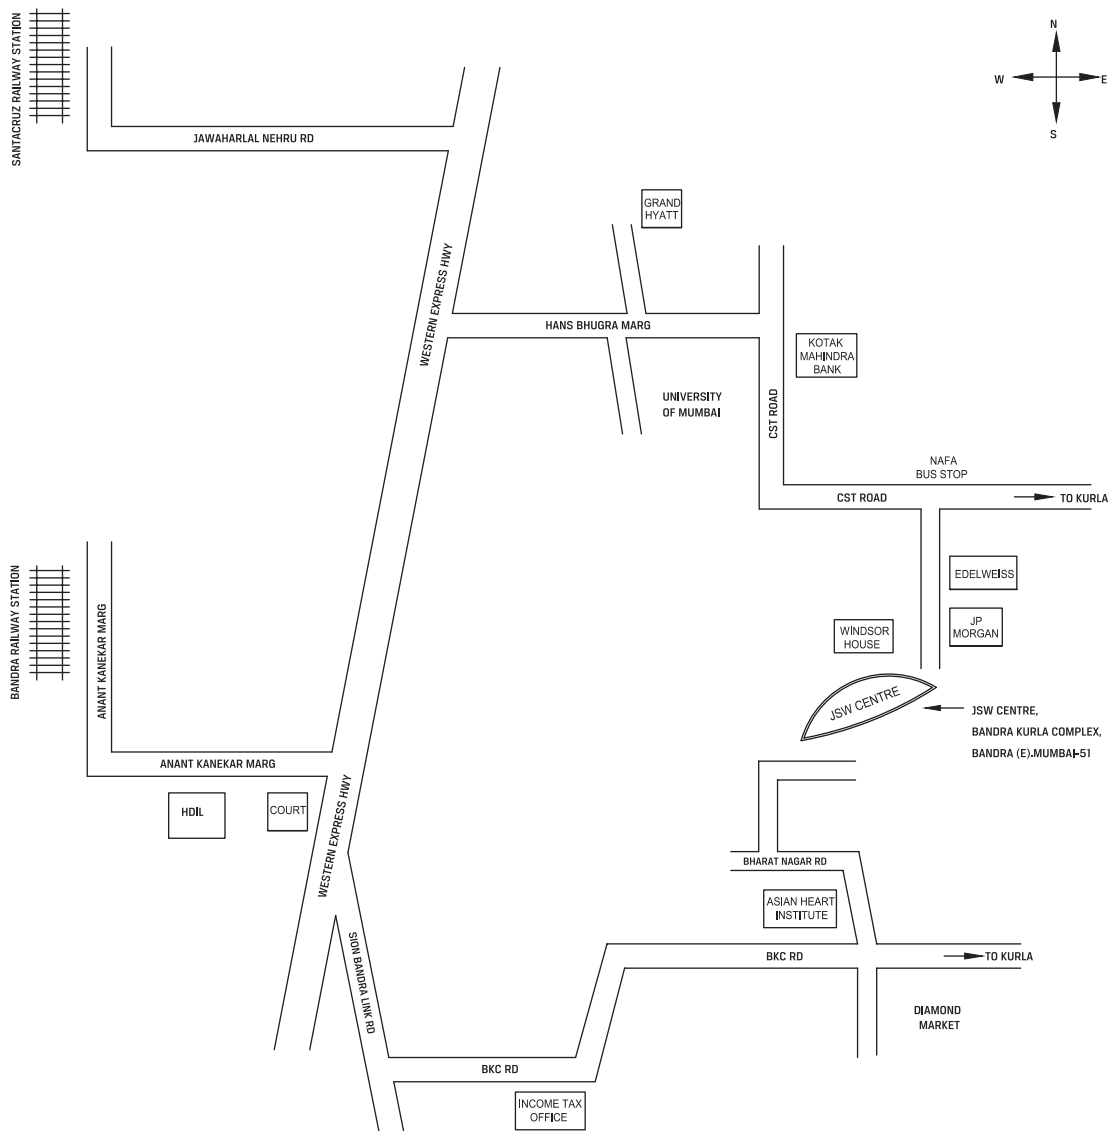 SANTACRUZ RAILWAY STATION
N
W
E
S
JAWAHARLAL NEHRU RD
GRAND
HYATT
WESTERN EXPRESS HWY
HANS BHUGRA MARG
KOTAK
MAHINDRA
BANK
UNIVERSITY
OF MUMBAI
CST ROAD
NAFA
BUS STOP
CST ROAD
TO KURLA
BANDRA RAILWAY STATION
ANANT KANEKAR MARG
EDELWEISS
WINDSOR
HOUSE
JP
MORGAN
JSW CENTRE
JSW CENTRE,
BANDRA KURLA COMPLEX,
BANDRA (E).MUMBAI-51
ANANT KANEKAR MARG
HDIL
COURT
WESTERN EXPRESS HWY
BHARAT NAGAR RD
ASIAN HEART
INSTITUTE
SION BANDRA LINK RD
BKC RD
TO KURLA
DIAMOND
MARKET
BKC RD
INCOME TAX
OFFICE